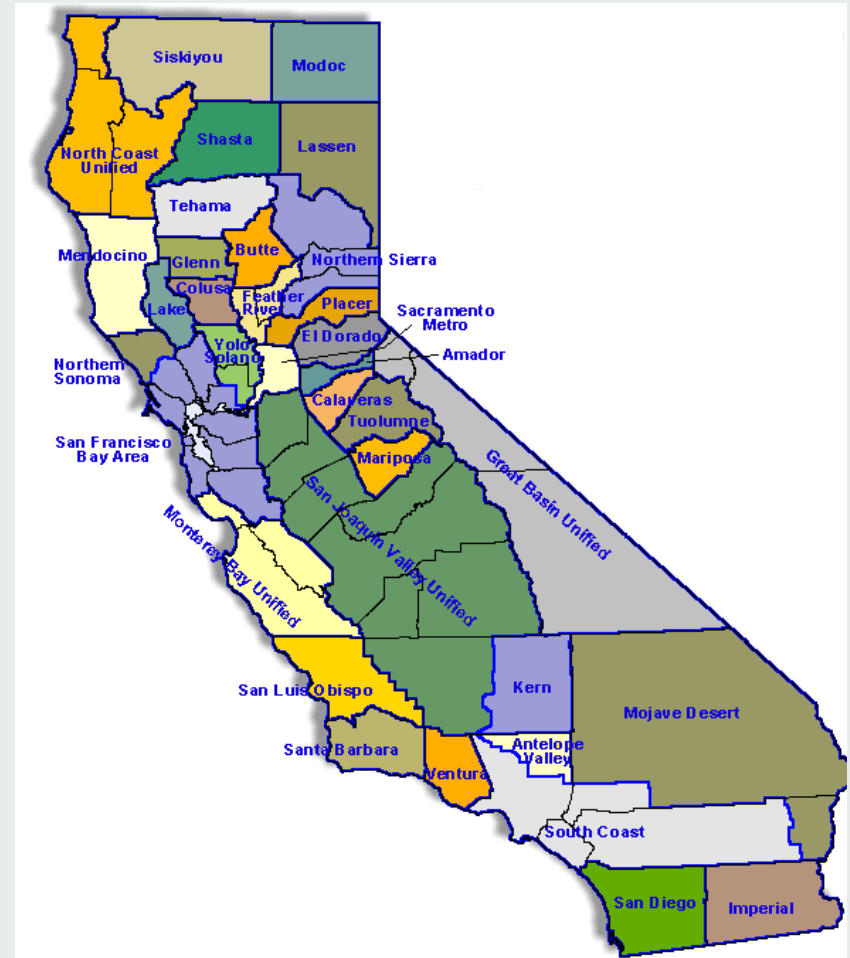 Siskiyou
Modoc
Shasta
Lassen
North Coast
Unified
Tehama
Mendocino
Glenn
Butte
Northern Sierra
Colusa
Feather
River
Lake
Placer
Sacramento
Metro
El Dorado
Yolo
Solano
Amador
Northern
Sonoma
Calaveras
Tuolumne
San Francisco
Bay Area
Mariposa
Great Basin Unified
San Joaquin Valley Unified
Monterey Bay Unified
San Luis Obispo
Kern
Mojave Desert
Santa Barbara
Antelope
Valley
Ventura
South Coast
San Diego
Imperial